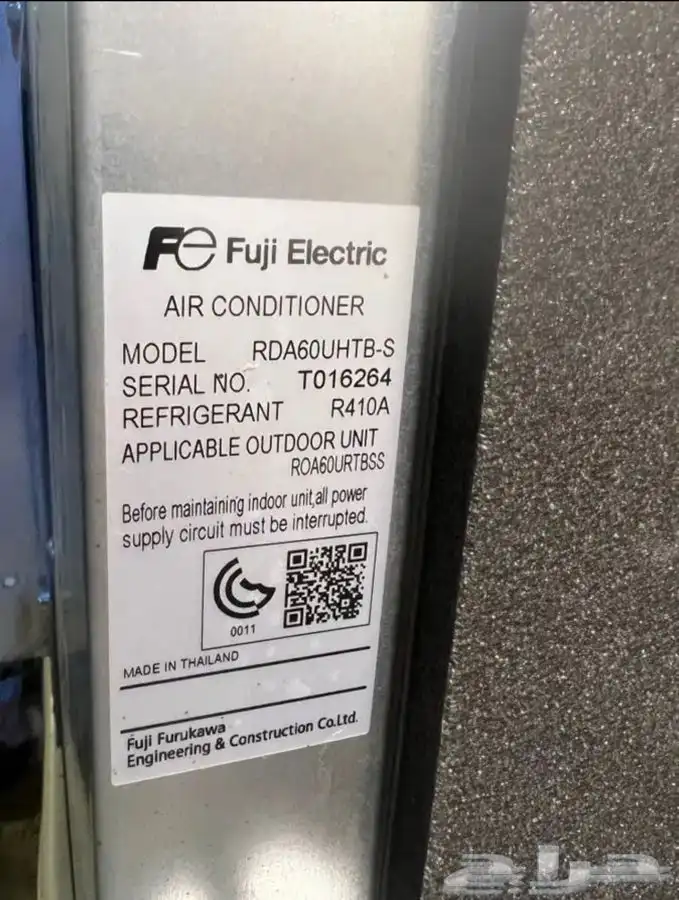 Fe Fuji Electric
AIR CONDITIONER
MODEL RDA60UHTB-S
SERIAL NO. T016264
REFRIGERANT R410A
APPLICABLE OUTDOOR UNIT
ROA60URTBSS
Before maintaining indoor unit,all power
supply circuit must be interrupted.
0011
MADE IN THAILAND
Fuji Furukawa
Engineering & Construction Co.Ltd.
حراج